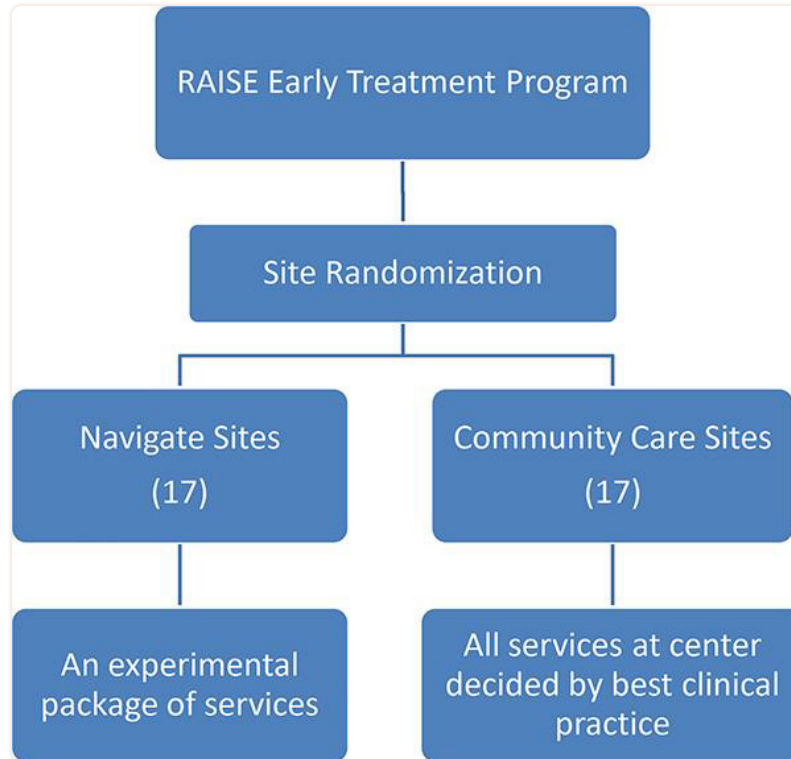 RAISE Early Treatment Program
Site Randomization
Navigate Sites
(17)
Community Care Sites
(17)
An experimental
package of services
All services at center
decided by best clinical
practice